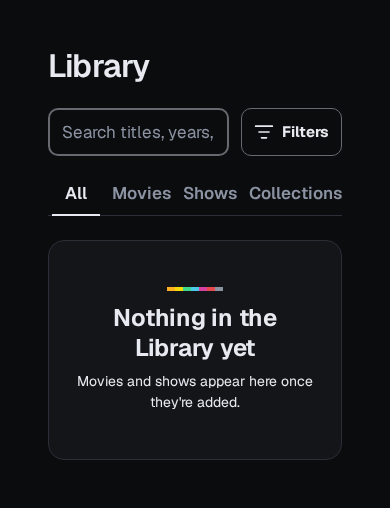 Library
Search titles, years,
Filters
All Movies Shows Collections
Nothing in the
Library yet
Movies and shows appear here once
they're added.